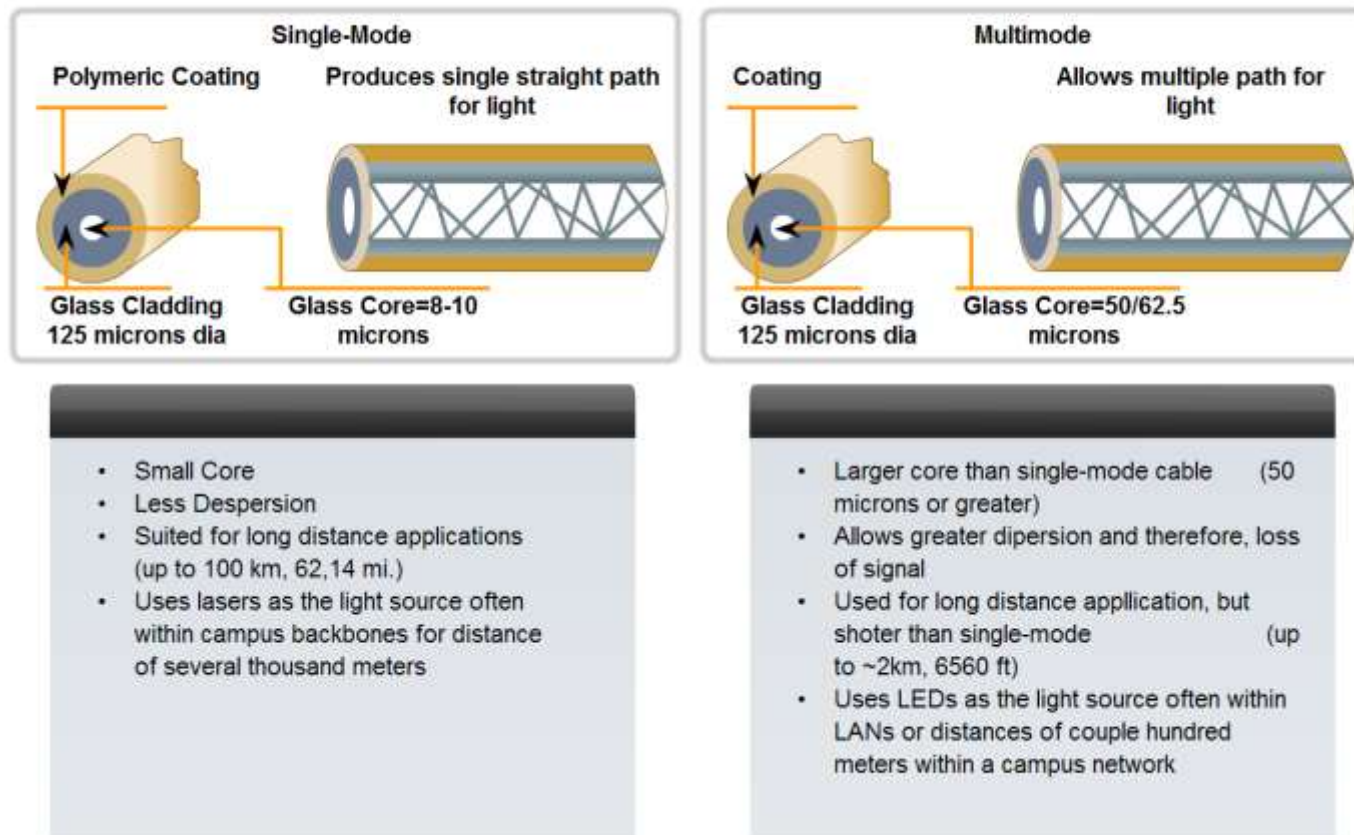 Single-Mode
Polymeric Coating
Produces single straight path
for light
Glass Cladding
125 microns dia
Glass Core=8-10
microns
Multimode
Coating
Allows multiple path for
light
Glass Cladding
125 microns dia
Glass Core=50/62.5
microns
• Small Core
• Less Despersion
• Suited for long distance applications
(up to 100 km, 62,14 mi.)
• Uses lasers as the light source often
within campus backbones for distance
of several thousand meters
• Larger core than single-mode cable (50
microns or greater)
• Allows greater dipersion and therefore, loss
of signal
• Used for long distance appllication, but
shoter than single-mode (up
to ~2km, 6560 ft)
• Uses LEDs as the light source often within
LANs or distances of couple hundred
meters within a campus network